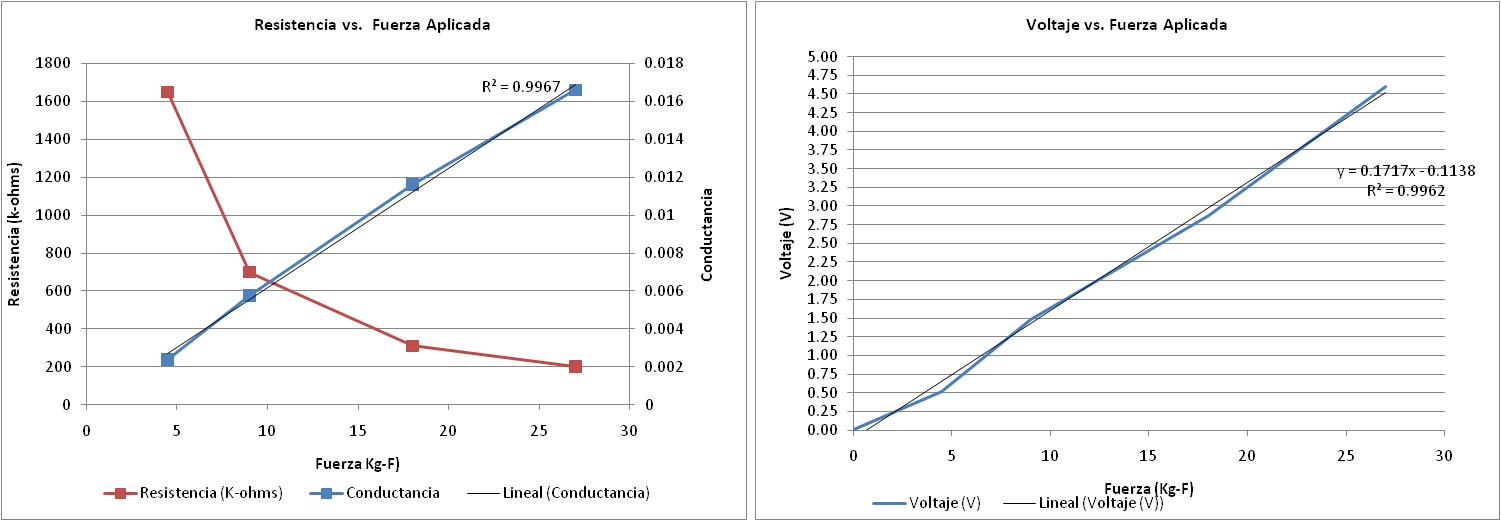 Resistencia vs. Fuerza Aplicada
1800
1600
1400
1200
1000
800
600
400
200
0
0.018
0.016
0.014
0.012
0.01
0.008
0.006
0.004
0.002
0
R² = 0.9967
Resistencia (k-ohms)
Conductancia
0 5 10 15 20 25 30
Fuerza Kg-F)
Resistencia (K-ohms) Conductancia Lineal (Conductancia)
Voltaje vs. Fuerza Aplicada
5.00
4.75
4.50
4.25
4.00
3.75
3.50
3.25
3.00
2.75
2.50
2.25
2.00
1.75
1.50
1.25
1.00
0.75
0.50
0.25
0.00
Voltaje (V)
y = 0.1717x - 0.1138
R² = 0.9962
0 5 10 15 20 25 30
Fuerza (Kg-F)
Voltaje (V) Lineal (Voltaje (V))